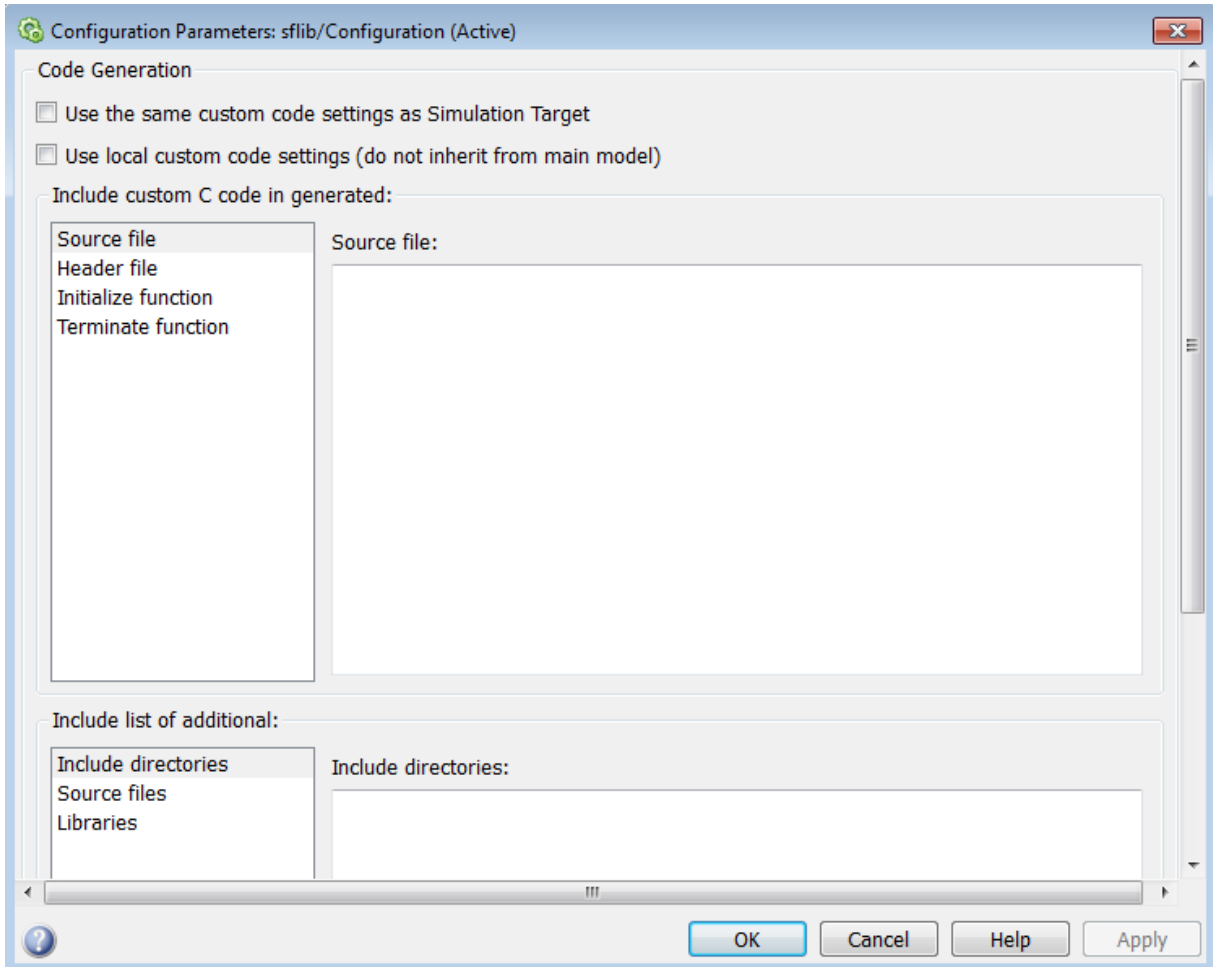 Configuration Parameters: sflib/Configuration (Active)
Code Generation
Use the same custom code settings as Simulation Target
Use local custom code settings (do not inherit from main model)
Include custom C code in generated:
Source file
Header file
Initialize function
Terminate function
Source file:
Include list of additional:
Include directories
Source files
Libraries
Include directories:
OK
Cancel
Help
Apply